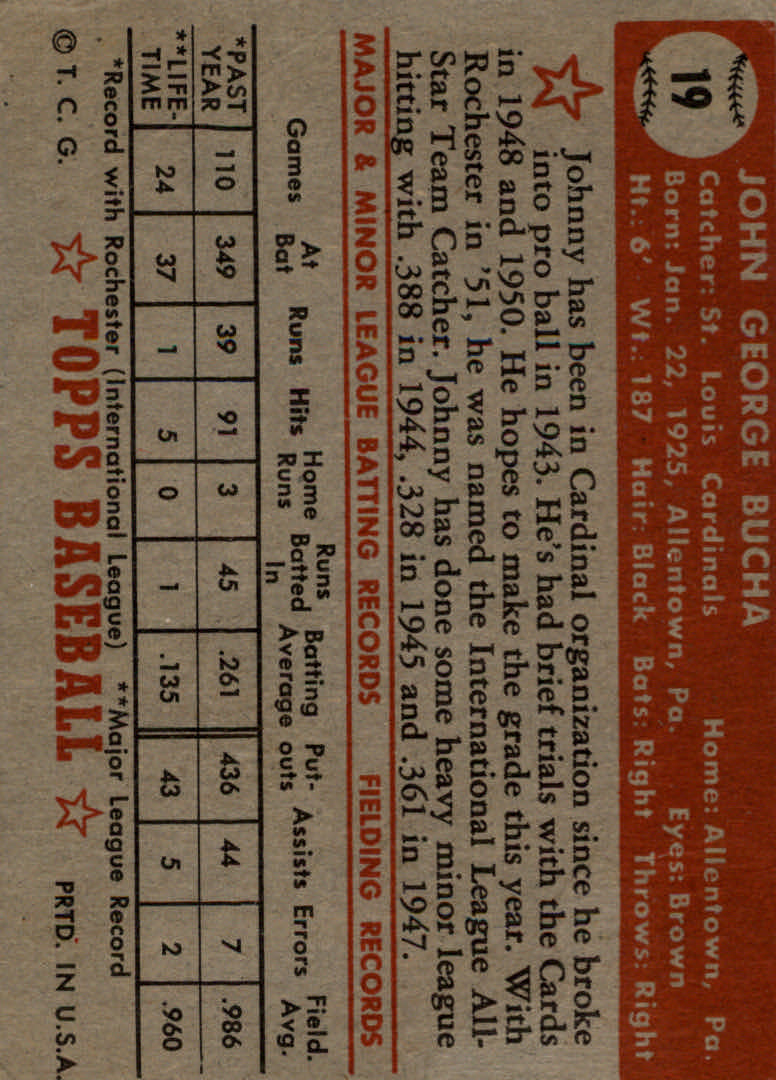 19
JOHN GEORGE BUCHA
Catcher: St. Louis Cardinals Home: Allentown, Pa.
Born: Jan. 22, 1925, Allentown, Pa. Eyes: Brown
Ht.: 6' Wt.: 187 Hair: Black Bats: Right Throws: Right
Johnny has been in Cardinal organization since he broke
into pro ball in 1943. He's had brief trials with the Cards
in 1948 and 1950. He hopes to make the grade this year. With
Rochester in '51, he was named the International League All-
Star Team Catcher. Johnny has done some heavy minor league
hitting with .388 in 1944, .328 in 1945 and .361 in 1947.
MAJOR & MINOR LEAGUE BATTING RECORDS FIELDING RECORDS
Games At Bat Runs Hits Home Runs Runs Batted In Batting Average Put-outs Assists Errors Field. Avg.
*PAST YEAR 110 349 39 91 3 45 .261 436 44 7 .986
**LIFE-TIME 24 37 1 5 0 1 .135 43 5 2 .960
*Record with Rochester (International League) **Major League Record
© T. C. G. TOPPS BASEBALL PRTD. IN U.S.A.